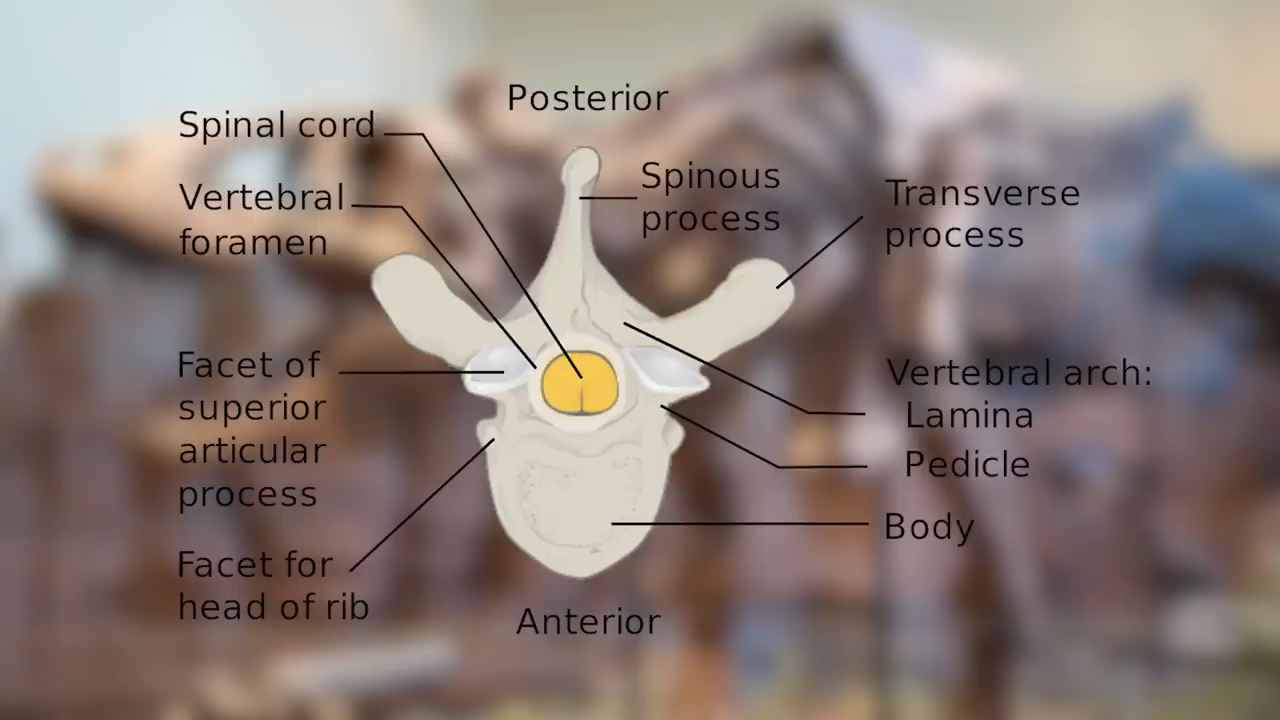 Posterior
Spinal cord
Vertebral
foramen
Spinous
process
Transverse
process
Facet of
superior
articular
process
Vertebral arch:
Lamina
Pedicle
Body
Facet for
head of rib
Anterior